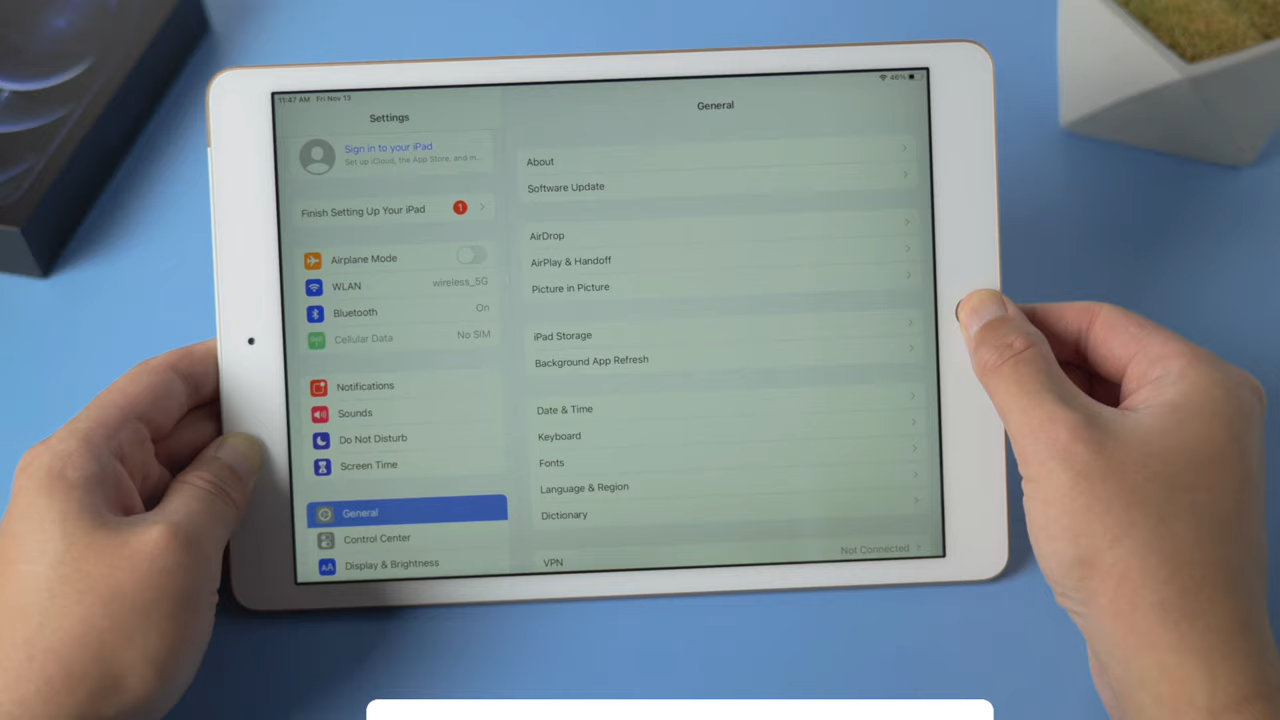 11:47 AM Fri Nov 13
46%
Settings
Sign in to your iPad
Set up iCloud, the App Store, and m...
Finish Setting Up Your iPad 1
Airplane Mode
WLAN wireless_5G
Bluetooth On
Cellular Data No SIM
Notifications
Sounds
Do Not Disturb
Screen Time
General
Control Center
AA Display & Brightness
General
About
Software Update
AirDrop
AirPlay & Handoff
Picture in Picture
iPad Storage
Background App Refresh
Date & Time
Keyboard
Fonts
Language & Region
Dictionary
VPN Not Connected